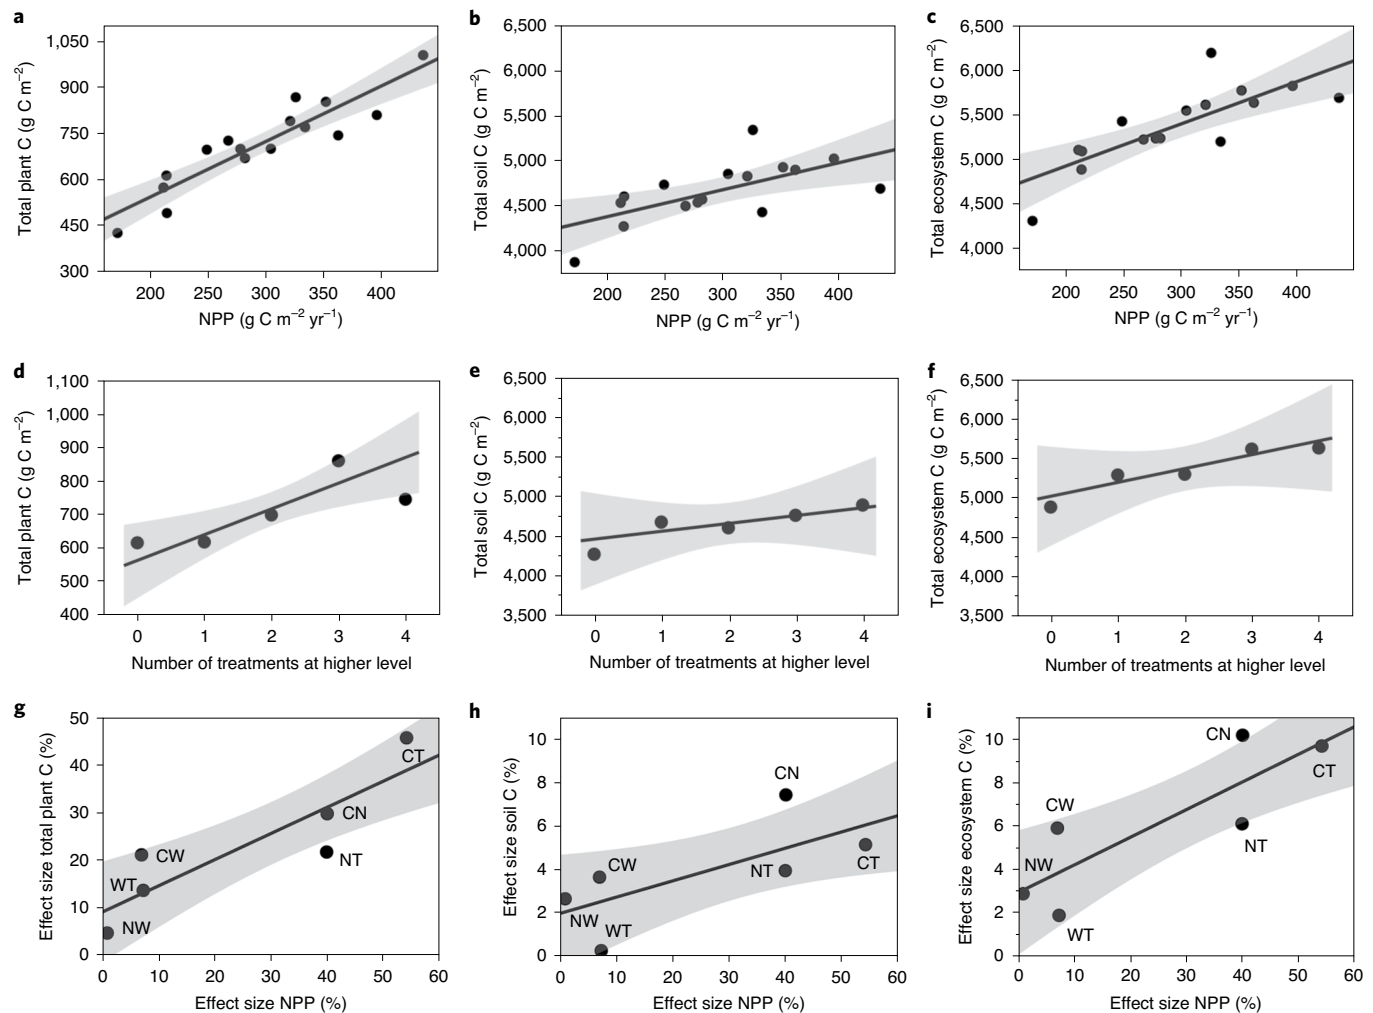 a
Total plant C (g C m⁻²)
1,050
900
750
600
450
300
200 250 300 350 400
NPP (g C m⁻² yr⁻¹)
b
Total soil C (g C m⁻²)
6,500
6,000
5,500
5,000
4,500
4,000
200 250 300 350 400
NPP (g C m⁻² yr⁻¹)
c
Total ecosystem C (g C m⁻²)
6,500
6,000
5,500
5,000
4,500
4,000
200 250 300 350 400
NPP (g C m⁻² yr⁻¹)
d
Total plant C (g C m⁻²)
1,100
1,000
900
800
700
600
500
400
0 1 2 3 4
Number of treatments at higher level
e
Total soil C (g C m⁻²)
6,500
6,000
5,500
5,000
4,500
4,000
3,500
0 1 2 3 4
Number of treatments at higher level
f
Total ecosystem C (g C m⁻²)
6,500
6,000
5,500
5,000
4,500
4,000
3,500
0 1 2 3 4
Number of treatments at higher level
g
Effect size total plant C (%)
50
40
30
20
10
0
CT
CN
CW
NT
WT
NW
0 10 20 30 40 50 60
Effect size NPP (%)
h
Effect size soil C (%)
10
8
6
4
2
0
CN
CW
NT
CT
NW
WT
0 10 20 30 40 50 60
Effect size NPP (%)
i
Effect size ecosystem C (%)
10
8
6
4
2
0
CN
CT
CW
NT
NW
WT
0 10 20 30 40 50 60
Effect size NPP (%)